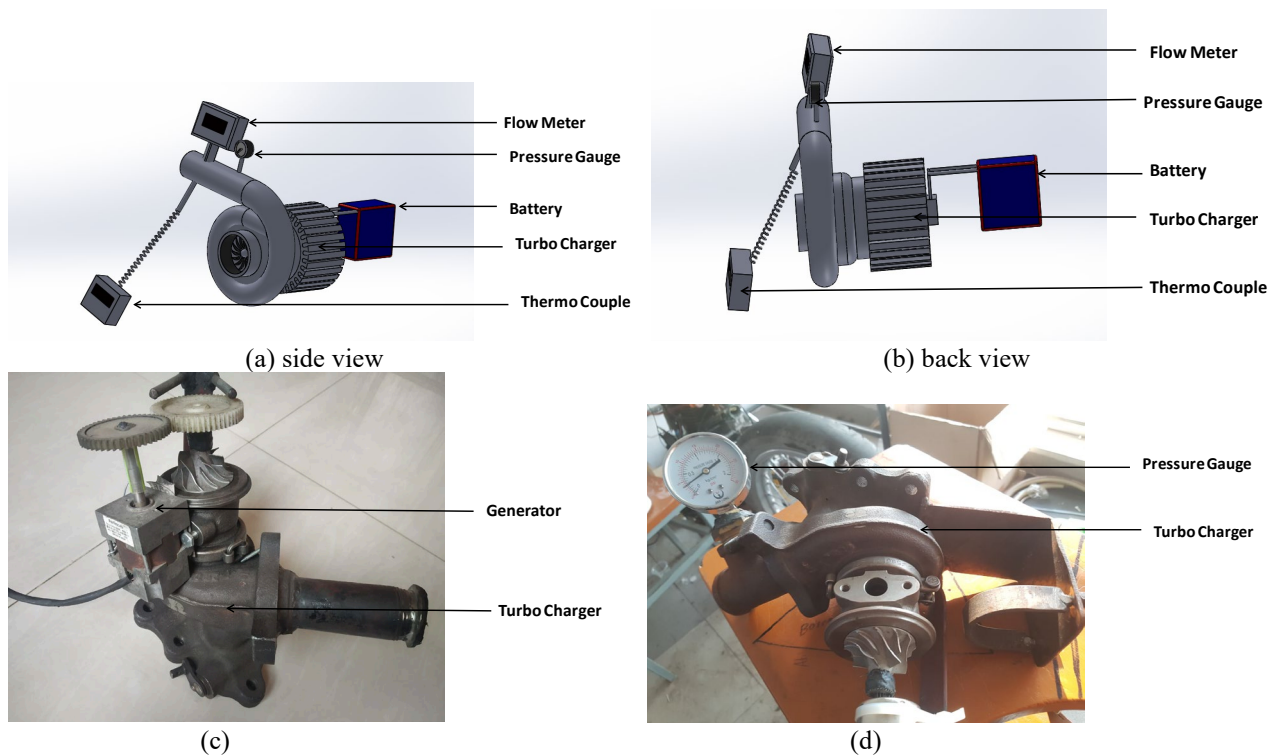 Flow Meter
Pressure Gauge
Battery
Turbo Charger
Thermo Couple
(a) side view
Flow Meter
Pressure Gauge
Battery
Turbo Charger
Thermo Couple
(b) back view
Generator
Turbo Charger
(c)
Pressure Gauge
Turbo Charger
(d)